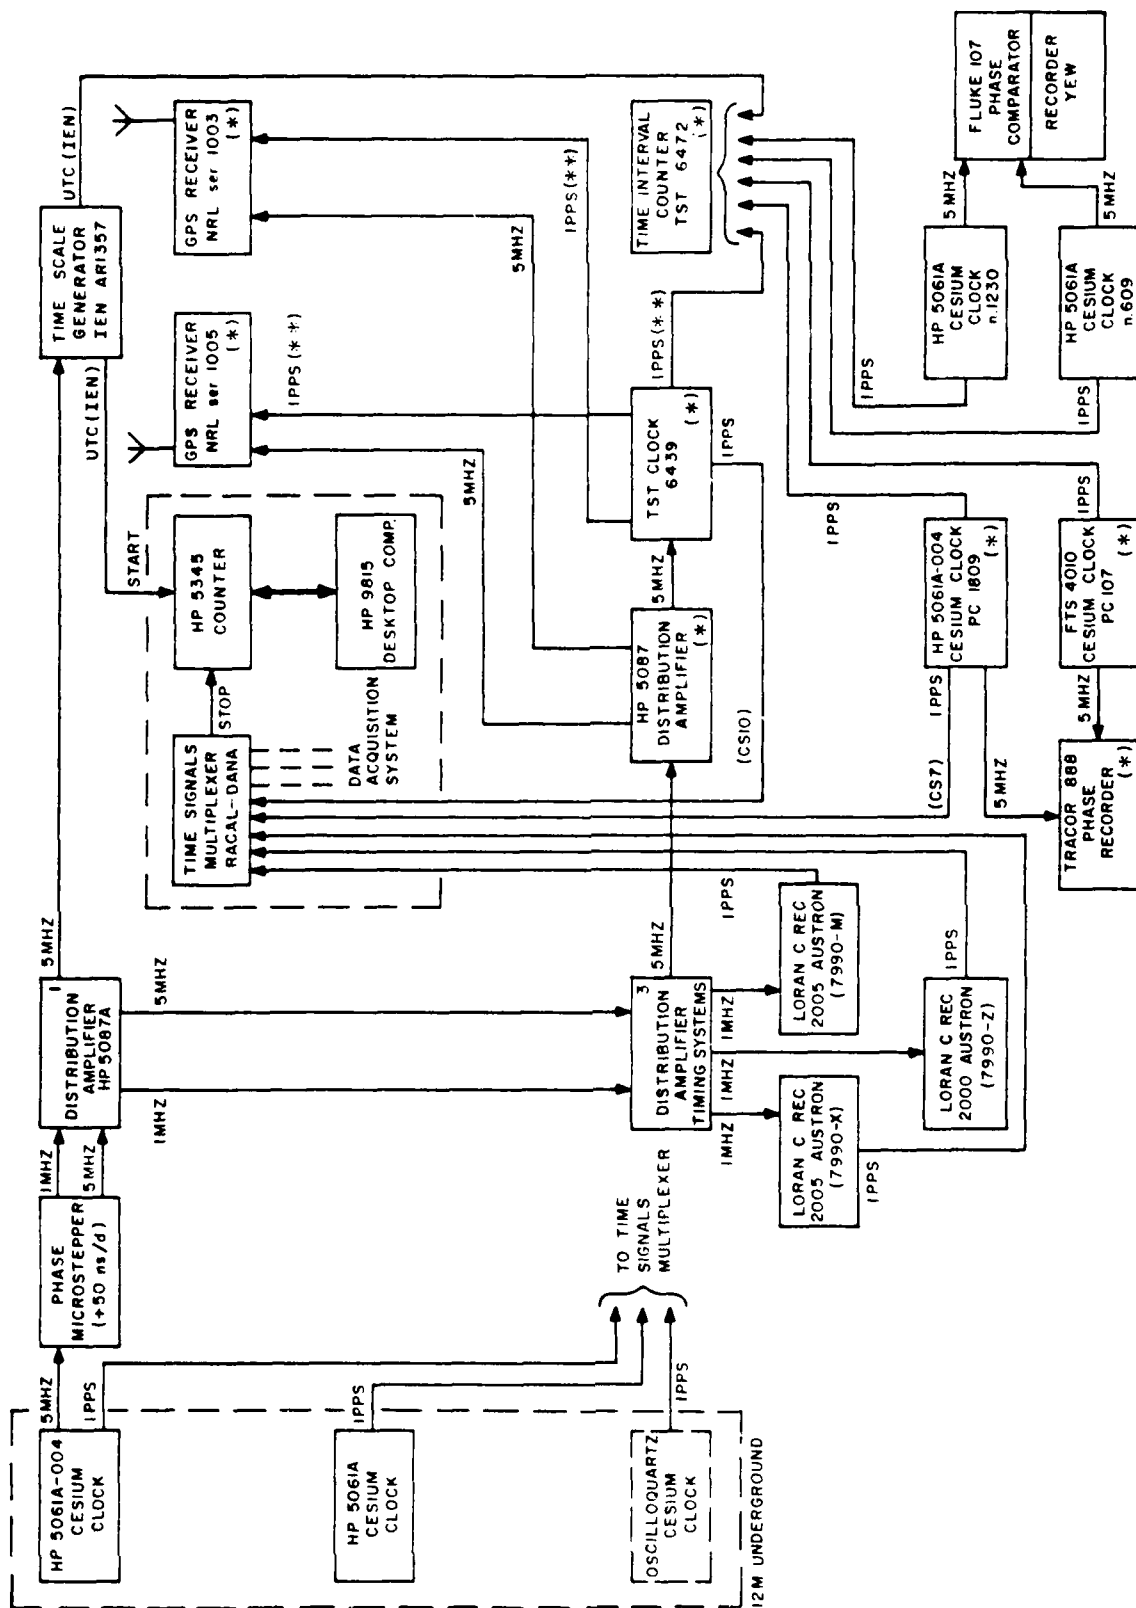 HP 5061A-004
CESIUM
CLOCK
5MHZ
1PPS
HP 5061A
CESIUM
CLOCK
1PPS
OSCILLOQUARTZ
CESIUM
CLOCK
1PPS
12M UNDERGROUND
PHASE
MICROSTEPPER
(+50 ns/d)
1MHZ
5MHZ
TO TIME
SIGNALS
MULTIPLEXER
1
DISTRIBUTION
AMPLIFIER
HP 5087A
5MHZ
1MHZ
5MHZ
3
DISTRIBUTION
AMPLIFIER
TIMING SYSTEMS
5MHZ
1MHZ
1MHZ
1MHZ
LORAN C REC
2005 AUSTRON
(7990-X)
1PPS
LORAN C REC
2000 AUSTRON
(7990-Z)
1PPS
LORAN C REC
2005 AUSTRON
(7990-M)
1PPS
TIME SIGNALS
MULTIPLEXER
RACAL-DANA
STOP
DATA
ACQUISITION
SYSTEM
START
HP 5345
COUNTER
HP 9815
DESKTOP COMP.
UTC(IEN)
TIME SCALE
GENERATOR
IEN AR1357
UTC(IEN)
GPS RECEIVER
NRL ser 1005
(*)
1PPS(**)
5MHZ
GPS RECEIVER
NRL ser 1003
(*)
1PPS(**)
5MHZ
HP 5087
DISTRIBUTION
AMPLIFIER
(*)
5MHZ
TST CLOCK
6439
(*)
1PPS(**)
1PPS
(CS10)
TIME INTERVAL
COUNTER
TST 6472
(*)
1PPS
1PPS
(CS7)
1PPS
HP 5061A-004
CESIUM CLOCK
PC 1809
(*)
5MHZ
TRACOR 888
PHASE
RECORDER
(*)
5MHZ
FTS 4010
CESIUM CLOCK
PC 107
(*)
1PPS
HP 5061A
CESIUM
CLOCK
n.1230
5MHZ
1PPS
HP 5061A
CESIUM
CLOCK
n.609
5MHZ
FLUKE 107
PHASE
COMPARATOR
RECORDER
YEW